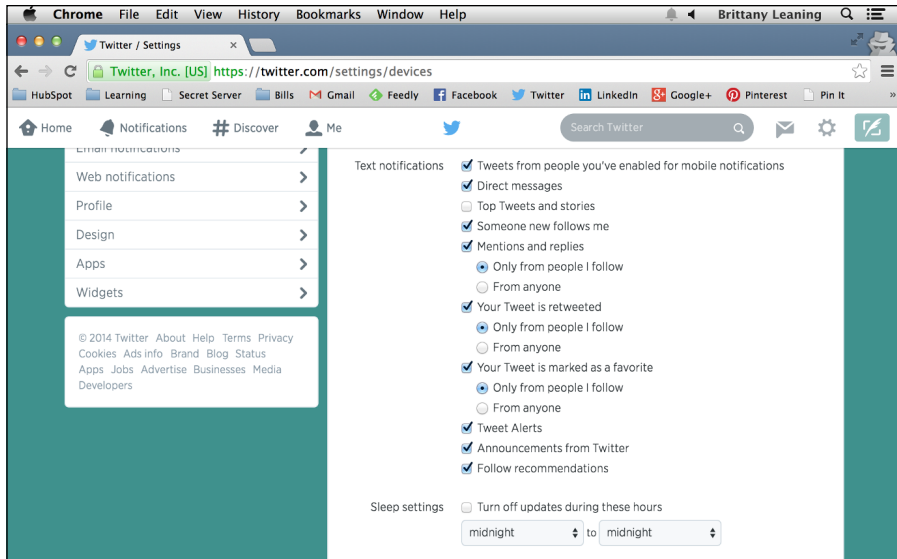 Chrome File Edit View History Bookmarks Window Help Brittany Leaning
Twitter / Settings ×
Twitter, Inc. [US] https://twitter.com/settings/devices
HubSpot Learning Secret Server Bills Gmail Feedly Facebook Twitter LinkedIn Google+ Pinterest Pin It »
Home Notifications Discover Me Search Twitter
Email notifications
Web notifications
Profile
Design
Apps
Widgets
© 2014 Twitter About Help Terms Privacy
Cookies Ads info Brand Blog Status
Apps Jobs Advertise Businesses Media
Developers
Text notifications Tweets from people you've enabled for mobile notifications
Direct messages
Top Tweets and stories
Someone new follows me
Mentions and replies
Only from people I follow
From anyone
Your Tweet is retweeted
Only from people I follow
From anyone
Your Tweet is marked as a favorite
Only from people I follow
From anyone
Tweet Alerts
Announcements from Twitter
Follow recommendations
Sleep settings Turn off updates during these hours
midnight to midnight